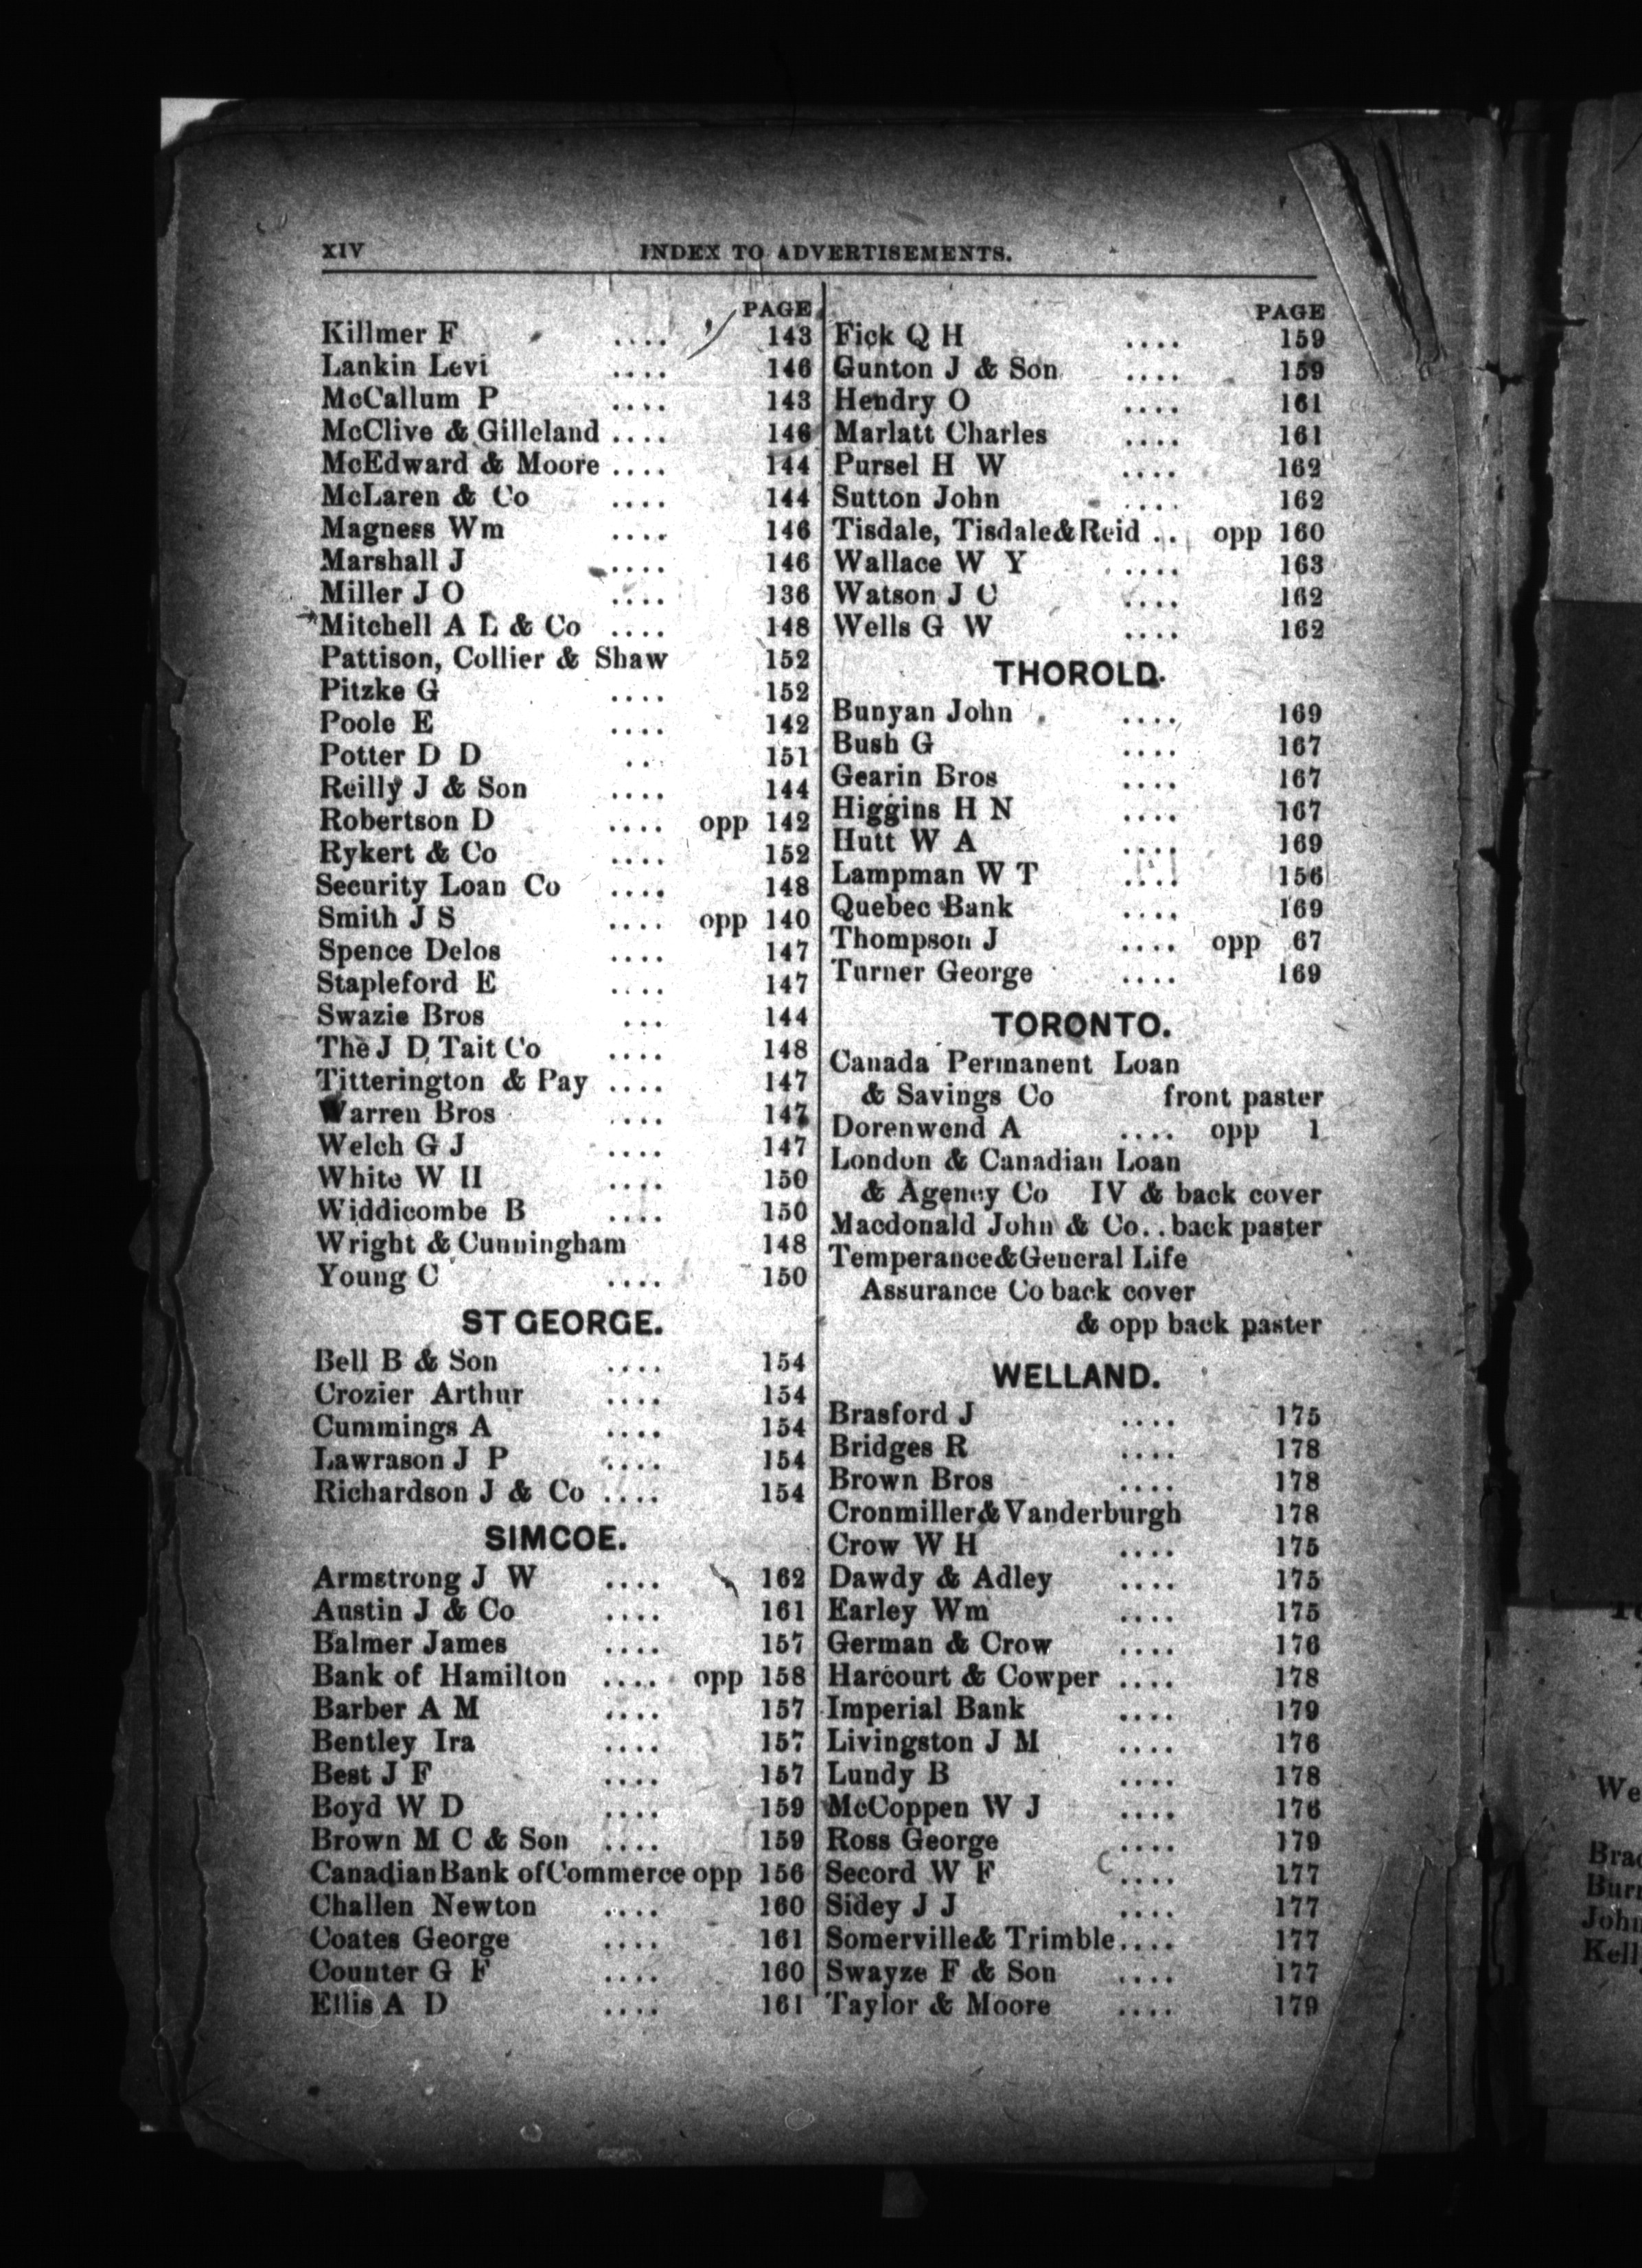 XIV INDEX TO ADVERTISEMENTS.
PAGE
Killmer F .... 143
Lankin Levi .... 146
McCallum P .... 143
McClive & Gilleland .... 146
McEdward & Moore .... 144
McLaren & Co .... 144
Magness Wm .... 146
Marshall J .... 146
Miller J O .... 136
Mitchell A L & Co .... 148
Pattison, Collier & Shaw 152
Pitzke G .... 152
Poole E .... 142
Potter D D ... 151
Reilly J & Son .... 144
Robertson D .... opp 142
Rykert & Co .... 152
Security Loan Co .... 148
Smith J S .... opp 140
Spence Delos .... 147
Stapleford E .... 147
Swazie Bros ... 144
The J D Tait Co .... 148
Titterington & Pay .... 147
Warren Bros .... 147
Welch G J .... 147
White W H .... 150
Widdicombe B .... 150
Wright & Cunningham 148
Young C .... 150
ST GEORGE.
Bell B & Son .... 154
Crozier Arthur .... 154
Cummings A .... 154
Lawrason J P .... 154
Richardson J & Co .... 154
SIMCOE.
Armstrong J W .... 162
Austin J & Co .... 161
Balmer James .... 157
Bank of Hamilton .... opp 158
Barber A M .... 157
Bentley Ira .... 157
Best J F .... 157
Boyd W D .... 159
Brown M C & Son .... 159
Canadian Bank of Commerce opp 156
Challen Newton .... 160
Coates George .... 161
Counter G F .... 160
Ellis A D .... 161
PAGE
Fick Q H .... 159
Gunton J & Son .... 159
Hendry O .... 161
Marlatt Charles .... 161
Pursel H W .... 162
Sutton John .... 162
Tisdale, Tisdale & Reid .. opp 160
Wallace W Y .... 163
Watson J C .... 162
Wells G W .... 162
THOROLD.
Bunyan John .... 169
Bush G .... 167
Gearin Bros .... 167
Higgins H N .... 167
Hutt W A .... 169
Lampman W T .... 156
Quebec Bank .... 169
Thompson J .... opp 67
Turner George .... 169
TORONTO.
Canada Permanent Loan
& Savings Co front paster
Dorenwend A .... opp 1
London & Canadian Loan
& Agency Co IV & back cover
Macdonald John & Co.. back paster
Temperance & General Life
Assurance Co back cover
& opp back paster
WELLAND.
Brasford J .... 175
Bridges R .... 178
Brown Bros .... 178
Cronmiller & Vanderburgh 178
Crow W H .... 175
Dawdy & Adley .... 175
Earley Wm .... 175
German & Crow .... 176
Harcourt & Cowper .... 178
Imperial Bank .... 179
Livingston J M .... 176
Lundy B .... 178
McCoppen W J .... 176
Ross George .... 179
Secord W F .... 177
Sidey J J .... 177
Somerville & Trimble .... 177
Swayze F & Son .... 177
Taylor & Moore .... 179
We
Brad
Burr
John
Kell